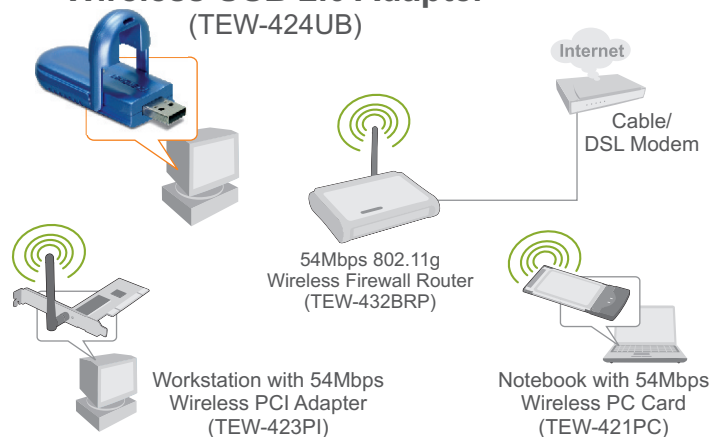 (TEW-424UB)
Internet
Cable/
DSL Modem
54Mbps 802.11g
Wireless Firewall Router
(TEW-432BRP)
Workstation with 54Mbps
Wireless PCI Adapter
(TEW-423PI)
Notebook with 54Mbps
Wireless PC Card
(TEW-421PC)